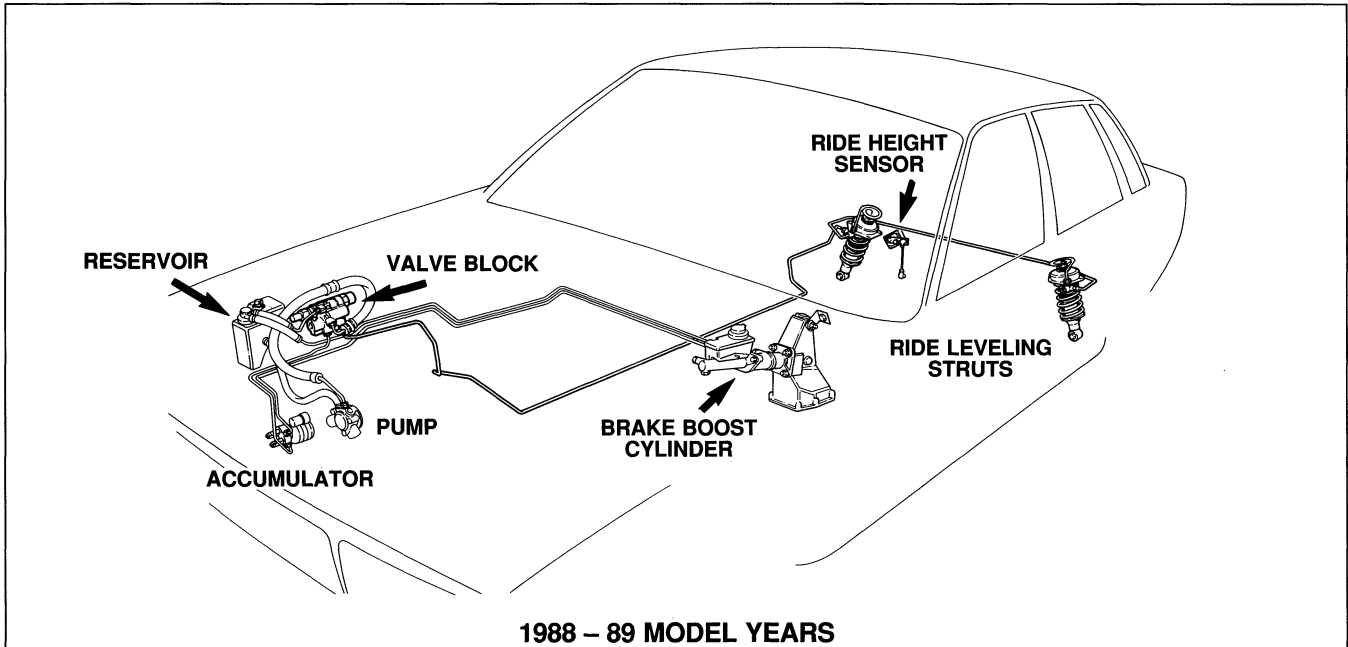 RIDE HEIGHT
SENSOR
RESERVOIR
VALVE BLOCK
RIDE LEVELING
STRUTS
PUMP
BRAKE BOOST
CYLINDER
ACCUMULATOR
1988 – 89 MODEL YEARS